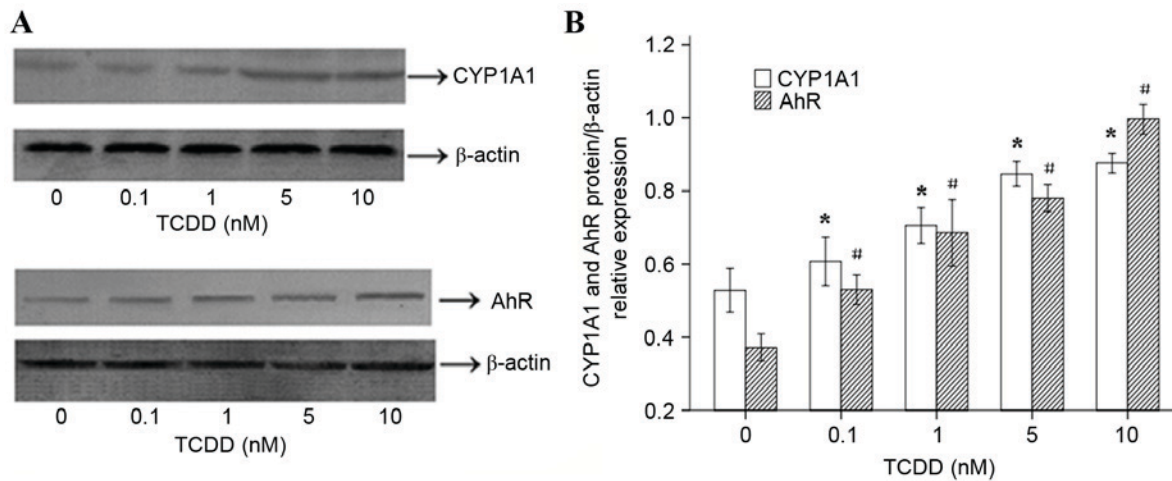 A
CYP1A1
β-actin
0 0.1 1 5 10
TCDD (nM)
AhR
β-actin
0 0.1 1 5 10
TCDD (nM)
B
CYP1A1 and AhR protein/β-actin
relative expression
1.2
1.0
0.8
0.6
0.4
0.2
CYP1A1
AhR
* # * # * # * #
0 0.1 1 5 10
TCDD (nM)